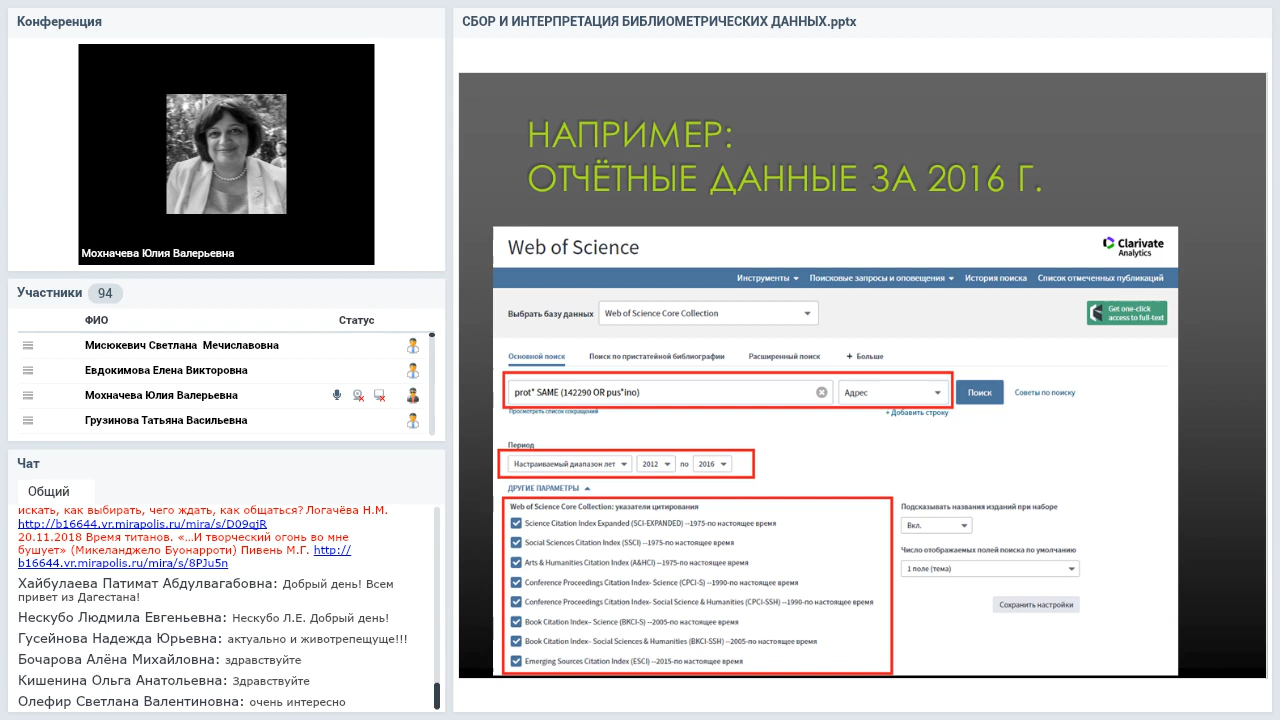 Конференция
Мохначева Юлия Валерьевна
Участники 94
ФИО Статус
Мисюкевич Светлана Мечиславовна
Евдокимова Елена Викторовна
Мохначева Юлия Валерьевна
Грузинова Татьяна Васильевна
Чат
Общий
искать, как выбирать, чего ждать, как общаться? Логачёва Н.М.
http://b16644.vr.mirapolis.ru/mira/s/D09qjR
20.11.2018 Время титанов. «...И творческий огонь во мне
бушует» (Микеланджело Буонарроти) Пивень М.Г. http://
b16644.vr.mirapolis.ru/mira/s/8PJu5n
Хайбулаева Патимат Абдулвагабовна: Добрый день! Всем
привет из Дагестана!
Нескубо Людмила Евгеньевна: Нескубо Л.Е. Добрый день!
Гусейнова Надежда Юрьевна: актуально и животрепещуще!!!
Бочарова Алёна Михайловна: здравствуйте
Кишенина Ольга Анатольевна: Здравствуйте
Олефир Светлана Валентиновна: очень интересно
СБОР И ИНТЕРПРЕТАЦИЯ БИБЛИОМЕТРИЧЕСКИХ ДАННЫХ.pptx
НАПРИМЕР:
ОТЧЁТНЫЕ ДАННЫЕ ЗА 2016 Г.
Web of Science
Clarivate
Analytics
Инструменты Поисковые запросы и оповещения История поиска Список отмеченных публикаций
Выбрать базу данных Web of Science Core Collection
Get one-click
access to full-text
Основной поиск Поиск по пристатейной библиографии Расширенный поиск + Больше
prot* SAME (142290 OR pus*ino) Адрес Поиск Советы по поиску
Просмотреть список сокращений + Добавить строку
Период
Настраиваемый диапазон лет 2012 по 2016
ДРУГИЕ ПАРАМЕТРЫ
Web of Science Core Collection: указатели цитирования
Science Citation Index Expanded (SCI-EXPANDED) --1975-по настоящее время
Social Sciences Citation Index (SSCI) --1975-по настоящее время
Arts & Humanities Citation Index (A&HCI) --1975-по настоящее время
Conference Proceedings Citation Index- Science (CPCI-S) --1990-по настоящее время
Conference Proceedings Citation Index- Social Science & Humanities (CPCI-SSH) --1990-по настоящее время
Book Citation Index– Science (BKCI-S) --2005-по настоящее время
Book Citation Index– Social Sciences & Humanities (BKCI-SSH) --2005-по настоящее время
Emerging Sources Citation Index (ESCI) --2015-по настоящее время
Подсказывать названия изданий при наборе
Вкл.
Число отображаемых полей поиска по умолчанию
1 поле (тема)
Сохранить настройки